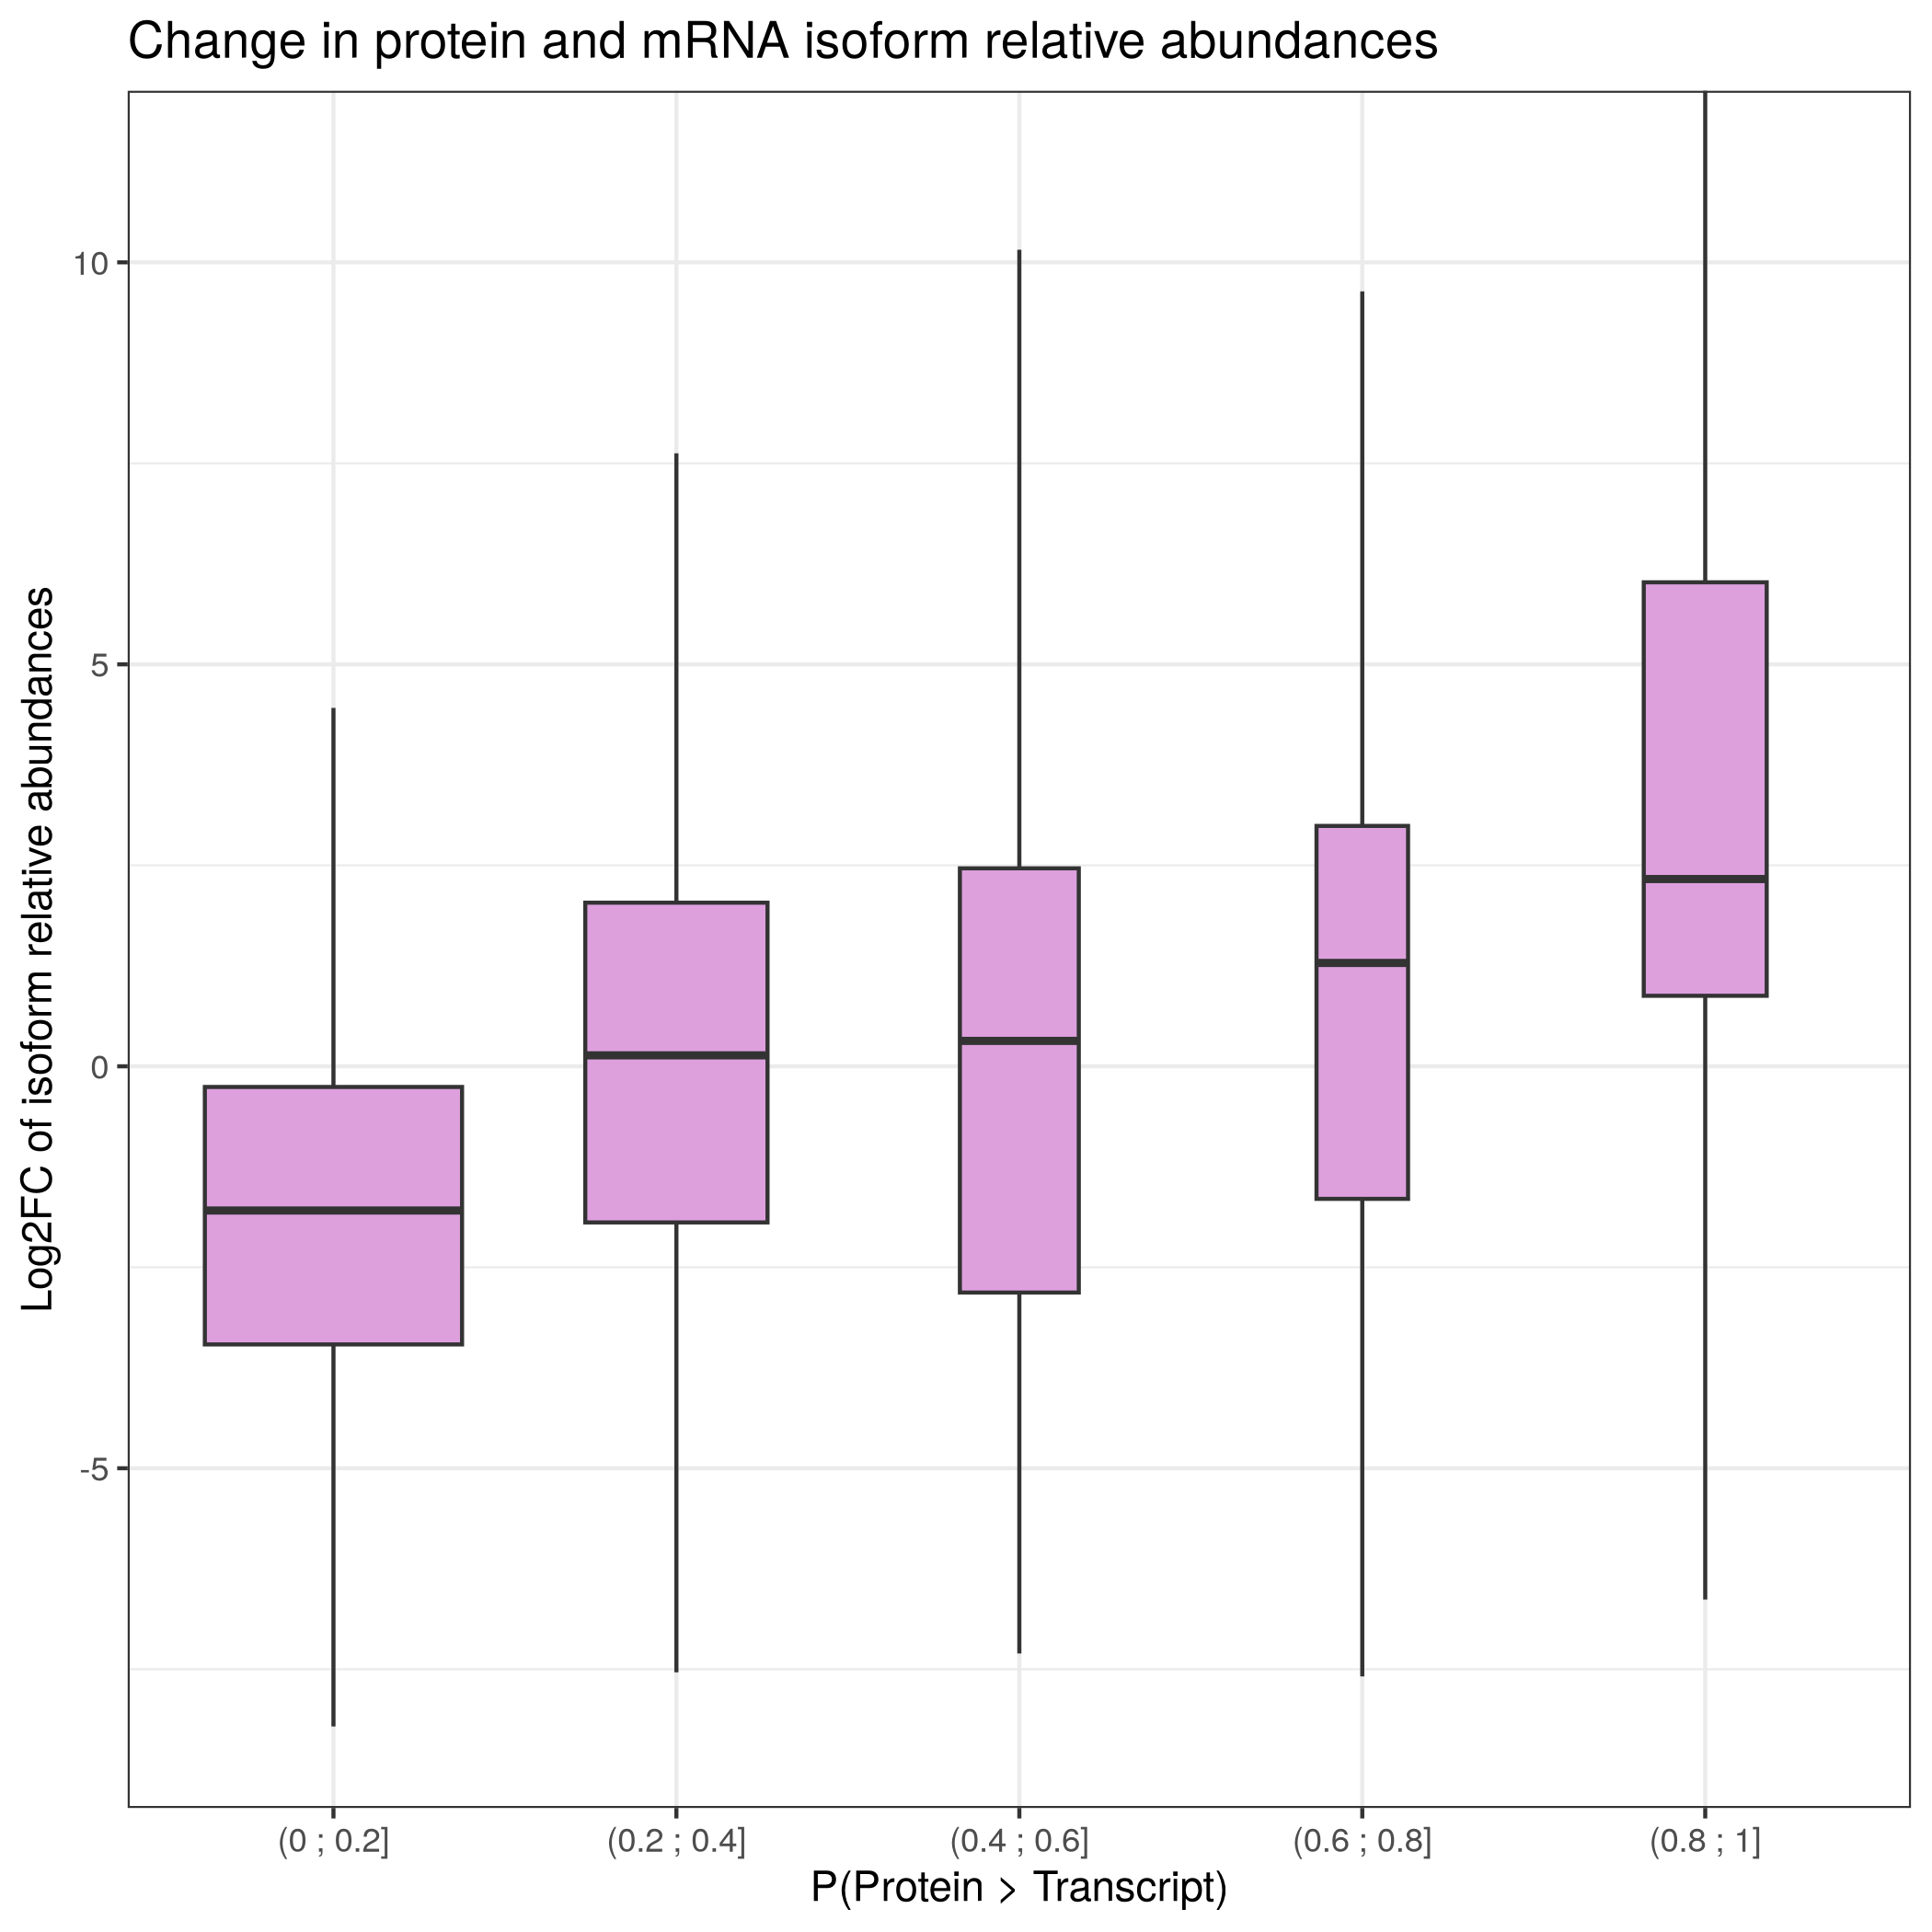 Change in protein and mRNA isoform relative abundances
Log2FC of isoform relative abundances
10
5
0
-5
(0 ; 0.2]
(0.2 ; 0.4]
(0.4 ; 0.6]
(0.6 ; 0.8]
(0.8 ; 1]
P(Protein > Transcript)